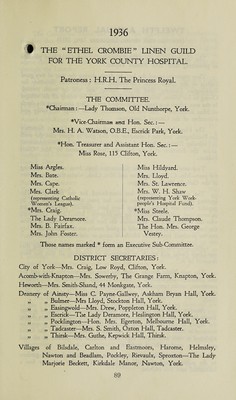 1936
THE "ETHEL CROMBIE" LINEN GUILD
FOR THE YORK COUNTY HOSPITAL.
Patroness : H.R.H. The Princess Royal.
THE COMMITTEE.
*Chairman :—Lady Thomson, Old Nunthorpe, York.
*Vice-Chairman and Hon. Sec. :—
Mrs. H. A. Watson, O.B.E., Escrick Park, York.
*Hon. Treasurer and Assistant Hon. Sec. :—
Miss Rose, 115 Clifton, York.
Miss Argles.
Mrs. Bate.
Mrs. Cape.
Mrs. Clark
(representing Catholic
Women's League).
*Mrs. Craig.
The Lady Deramore.
Mrs. B. Fairfax.
Mrs. John Foster.
Miss Hildyard.
Mrs. Lloyd.
Mrs. St. Lawrence.
Mrs. W. H. Shaw
(representing York Work-
people's Hospital Fund).
*Miss Steele.
Mrs. Claude Thompson.
The Hon. Mrs. George
Vestey.
Those names marked * form an Executive Sub-Committee.
DISTRICT SECRETARIES :
City of York—Mrs. Craig, Low Royd, Clifton, York.
Acomb-with-Knapton—Mrs. Sowerby, The Grange Farm, Knapton, York.
Heworth—Mrs. Smith-Shand, 44 Monkgate, York.
Deanery of Ainsty—Miss C. Payne-Gallwey, Askham Bryan Hall, York.
„ „ Bulmer—Mrs Lloyd, Stockton Hall, York.
„ „ Easingwold—Mrs. Drew, Poppleton Hall, York.
„ „ Escrick—The Lady Deramore, Heslington Hall, York.
„ „ Pocklington—Hon. Mrs. Egerton, Melbourne Hall, York.
„ „ Tadcaster—Mrs. S. Smith, Oxton Hall, Tadcaster.
„ „ Thirsk—Mrs. Guthe, Kepwick Hall, Thirsk.
Villages of Bilsdale, Carlton and Eastmoors, Harome, Helmsley,
Nawton and Beadlam, Pockley, Rievaulx, Sproxton—The Lady
Marjorie Beckett, Kirkdale Manor, Nawton, York.
89